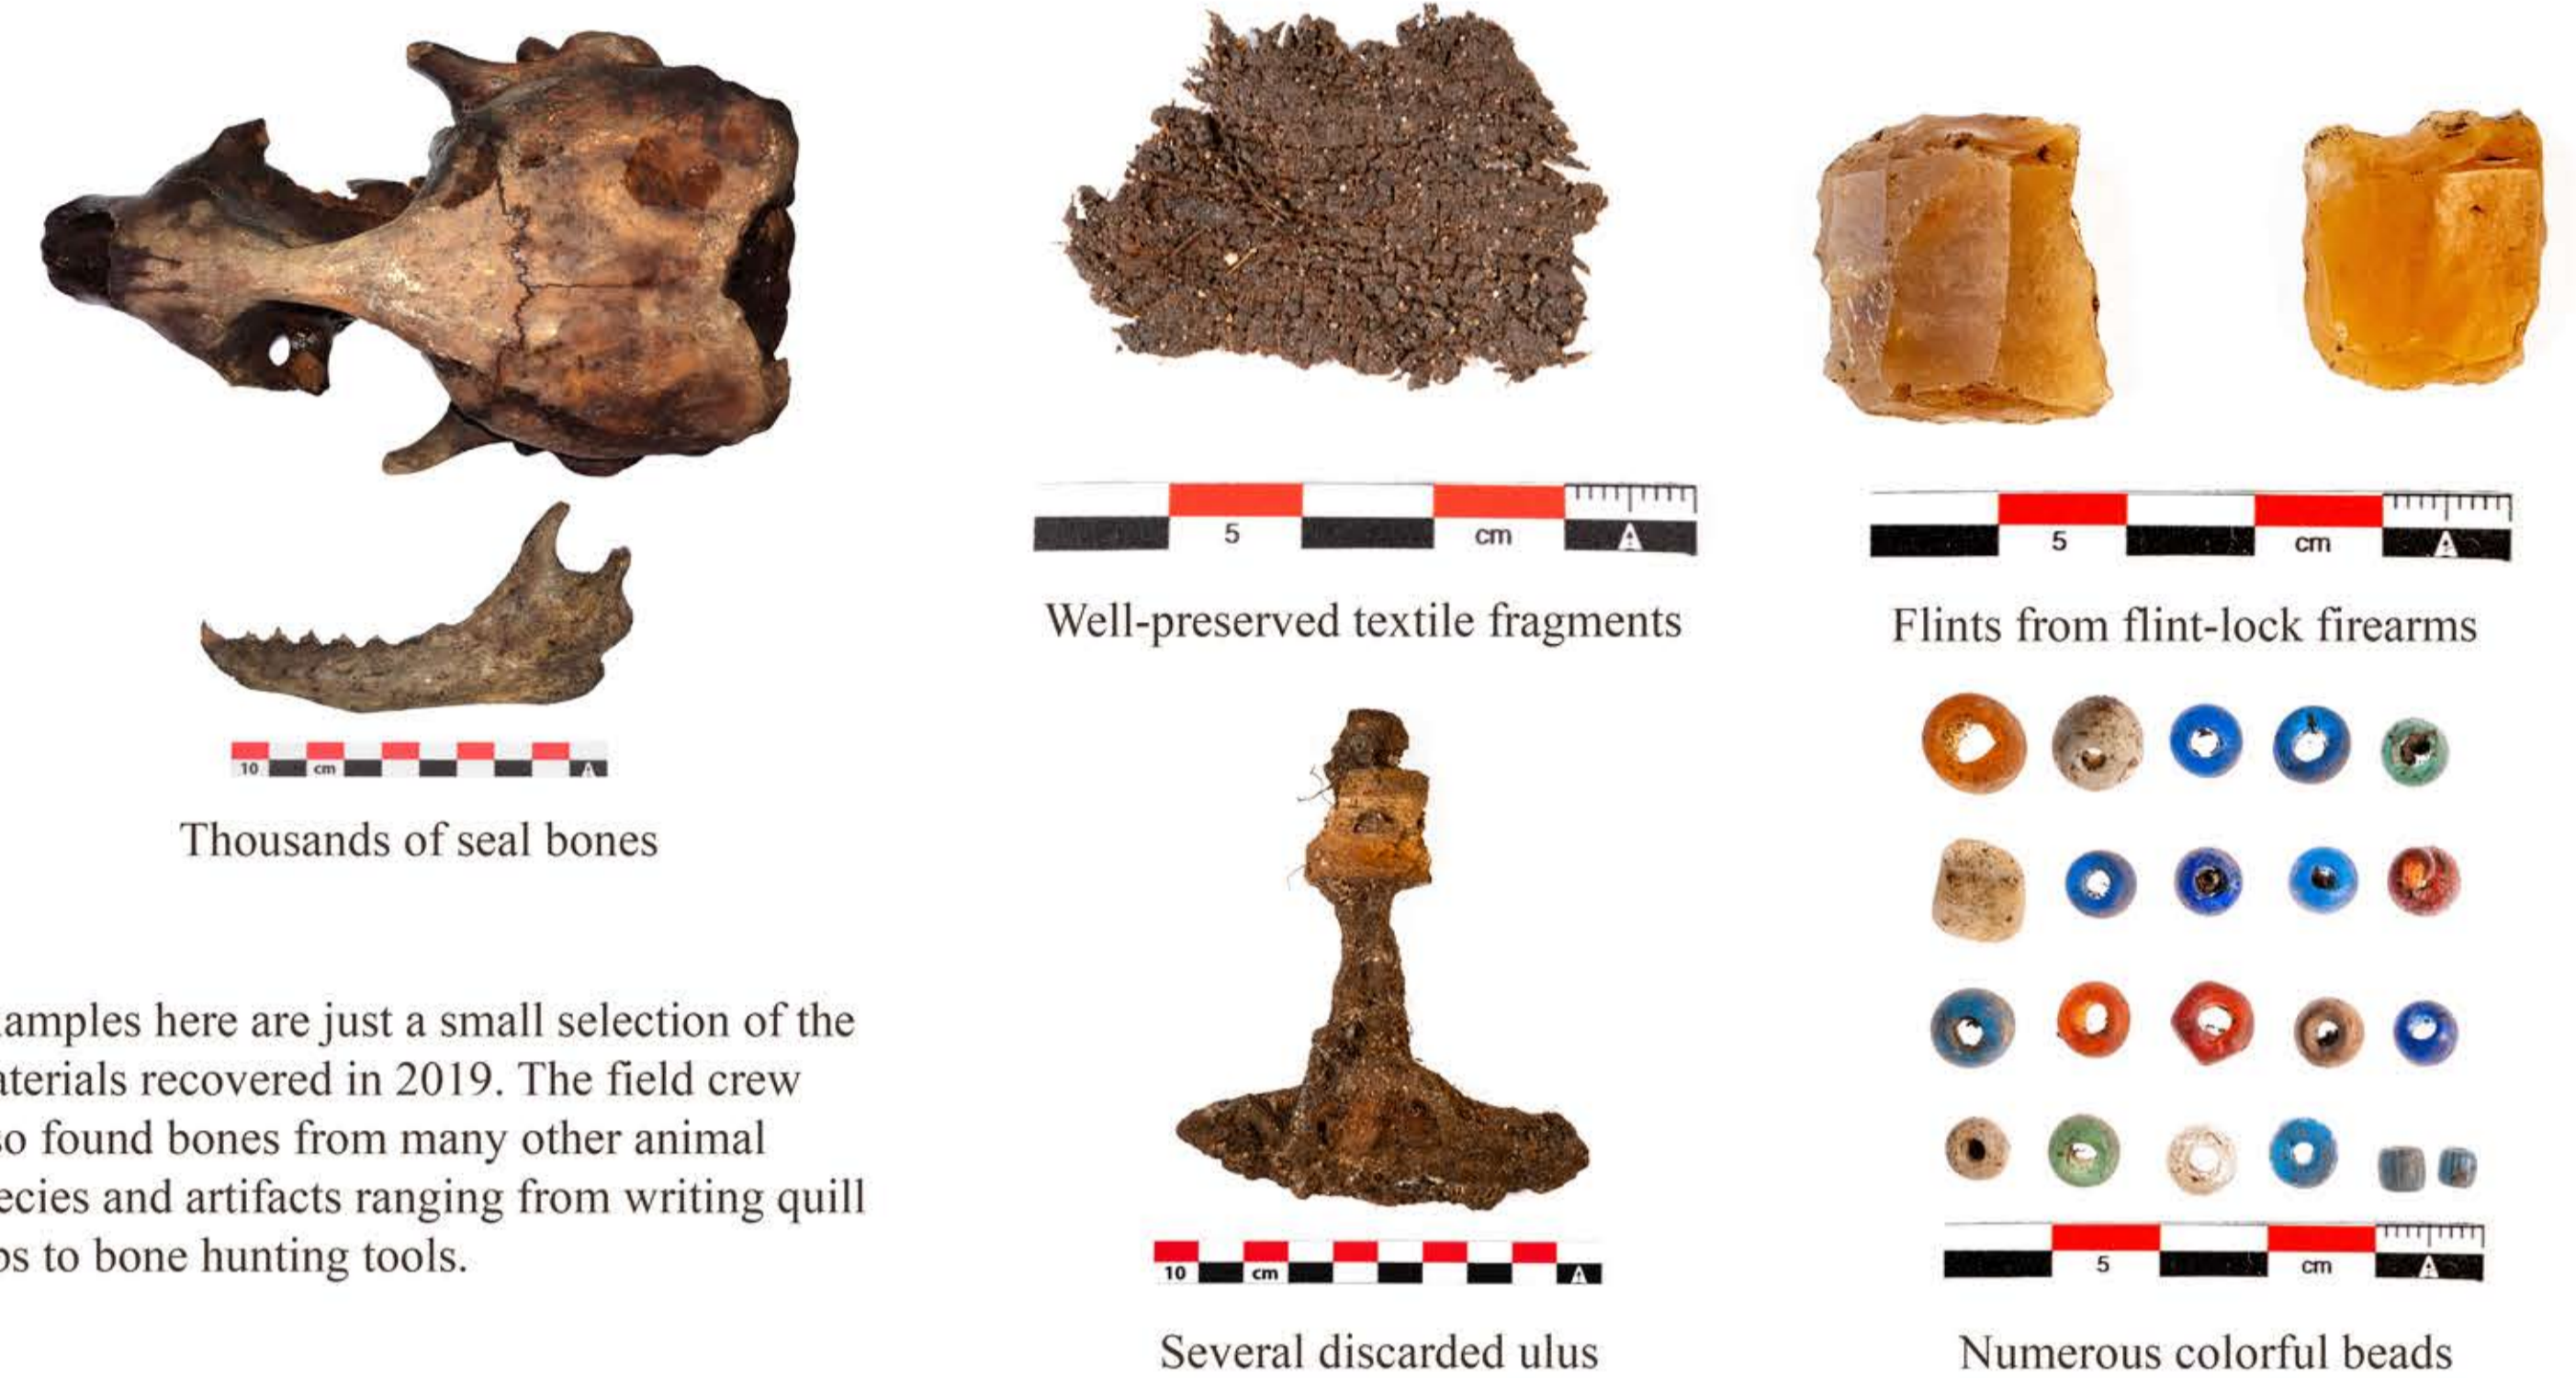 5 cm
Well-preserved textile fragments
5 cm
Flints from flint-lock firearms
10 cm
Thousands of seal bones
amples here are just a small selection of the
aterials recovered in 2019. The field crew
so found bones from many other animal
ecies and artifacts ranging from writing quill
os to bone hunting tools.
10 cm
Several discarded ulus
5 cm
Numerous colorful beads